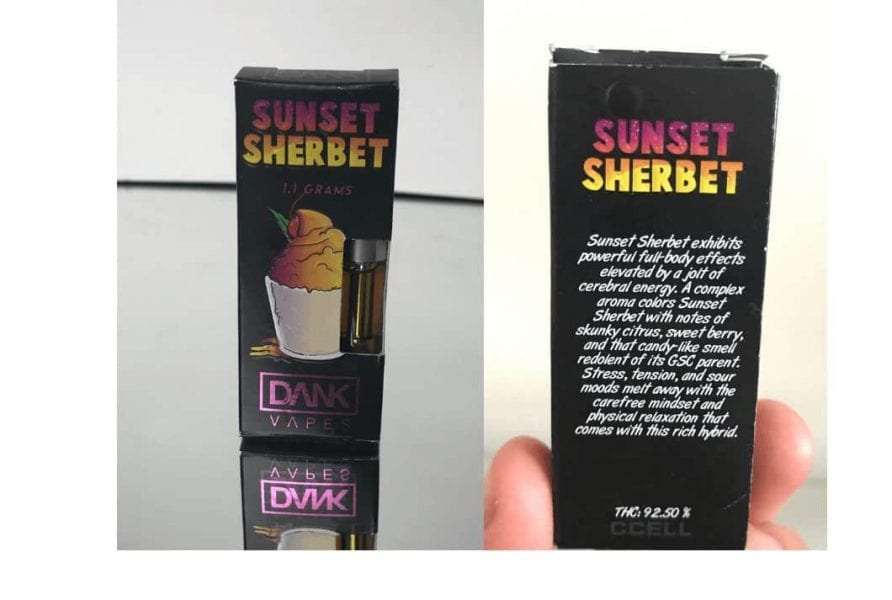 DANK
SUNSET
SHERBET
1.1 GRAMS
DANK
VAPES
VAPES
DANK
SUNSET
SHERBET
Sunset Sherbet exhibits
powerful full-body effects
elevated by a jolt of
cerebral energy. A complex
aroma colors Sunset
Sherbet with notes of
skunky citrus, sweet berry,
and that candy-like smell
redolent of its GSC parent.
Stress, tension, and sour
moods melt away with the
carefree mindset and
physical relaxation that
comes with this rich hybrid.
THC: 92.50 %
CCELL